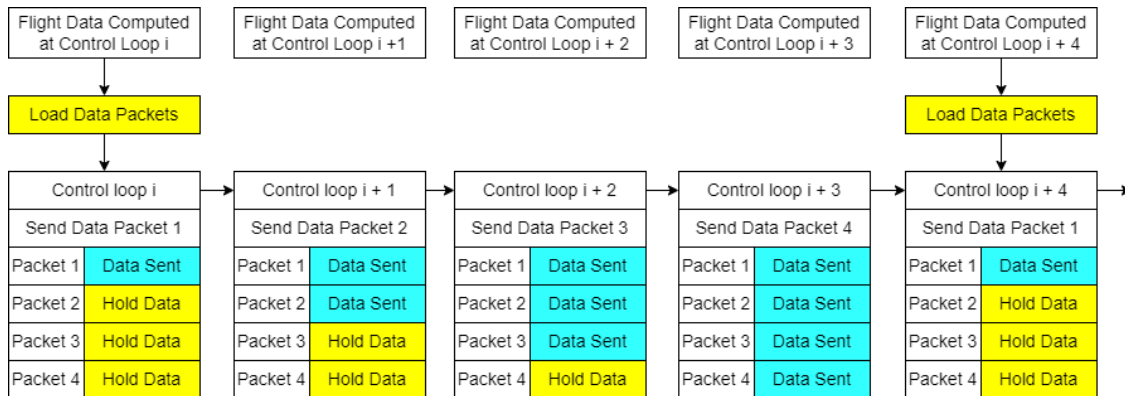 Flight Data Computed
at Control Loop i
Flight Data Computed
at Control Loop i +1
Flight Data Computed
at Control Loop i + 2
Flight Data Computed
at Control Loop i + 3
Flight Data Computed
at Control Loop i + 4
Load Data Packets
Load Data Packets
Control loop i
Send Data Packet 1
Packet 1 Data Sent
Packet 2 Hold Data
Packet 3 Hold Data
Packet 4 Hold Data
Control loop i + 1
Send Data Packet 2
Packet 1 Data Sent
Packet 2 Data Sent
Packet 3 Hold Data
Packet 4 Hold Data
Control loop i + 2
Send Data Packet 3
Packet 1 Data Sent
Packet 2 Data Sent
Packet 3 Data Sent
Packet 4 Hold Data
Control loop i + 3
Send Data Packet 4
Packet 1 Data Sent
Packet 2 Data Sent
Packet 3 Data Sent
Packet 4 Data Sent
Control loop i + 4
Send Data Packet 1
Packet 1 Data Sent
Packet 2 Hold Data
Packet 3 Hold Data
Packet 4 Hold Data